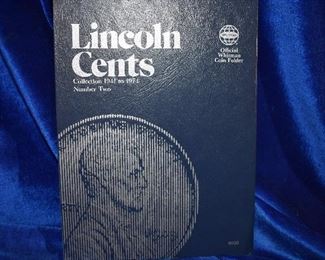 Lincoln
Cents
Collection 1941 to 1974
Number Two
Official
Whitman
Coin Folder